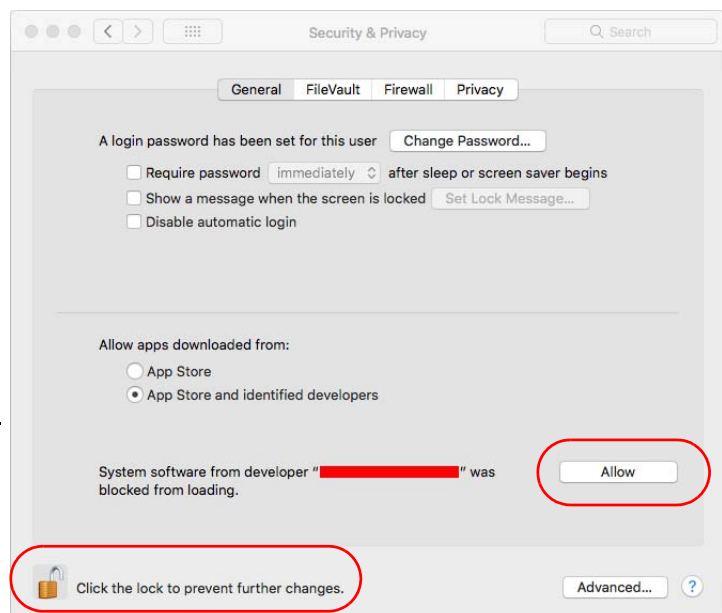 Security & Privacy
Search
General FileVault Firewall Privacy
A login password has been set for this user Change Password...
Require password immediately after sleep or screen saver begins
Show a message when the screen is locked Set Lock Message...
Disable automatic login
Allow apps downloaded from:
App Store
App Store and identified developers
System software from developer “ ” was Allow
blocked from loading.
Click the lock to prevent further changes. Advanced... ?